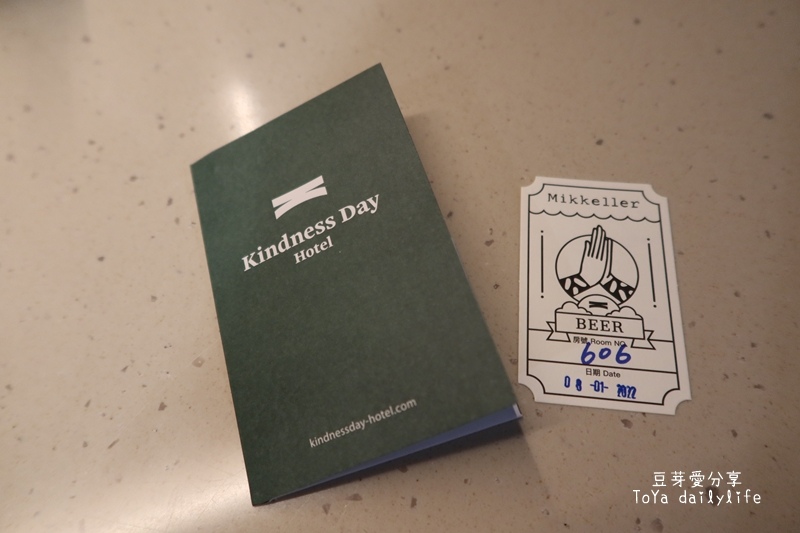 Kindness Day
Hotel
kindnessday-hotel.com
Mikkeller
BEER
房號 Room NO.
606
日期 Date
08-01-2022
豆芽愛分享
ToYa dailylife